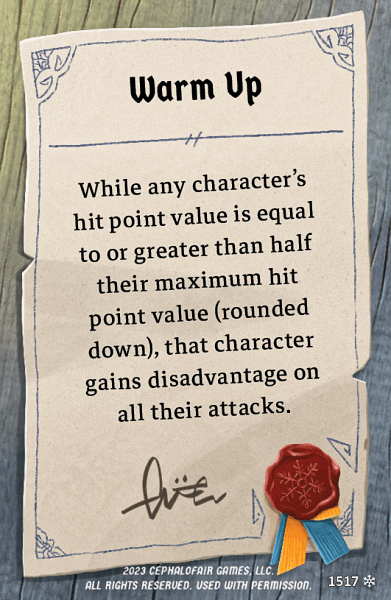 Warm Up
While any character's
hit point value is equal
to or greater than half
their maximum hit
point value (rounded
down), that character
gains disadvantage on
all their attacks.
2023 CEPHALOFAIR GAMES, LLC.
ALL RIGHTS RESERVED. USED WITH PERMISSION.
1517